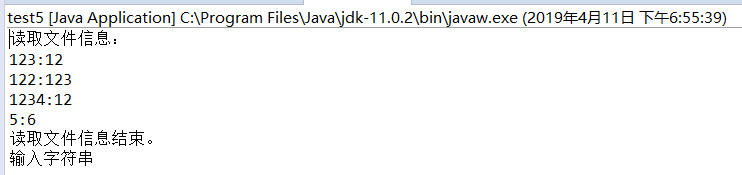 test5 [Java Application] C:\Program Files\Java\jdk-11.0.2\bin\javaw.exe (2019年4月11日 下午6:55:39)
读取文件信息：
123:12
122:123
1234:12
5:6
读取文件信息结束。
输入字符串